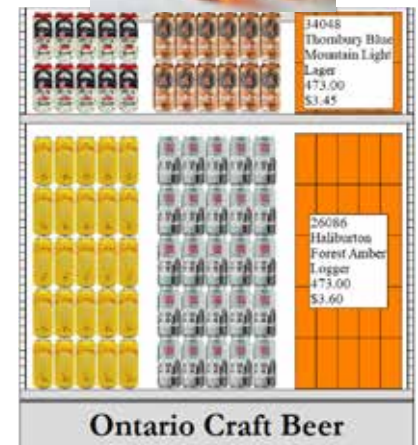 34048
Thornbury Blue
Mountain Light
Lager
473.00
$3.45
26086
Haliburton
Forest Amber
Logger
473.00
$3.60
Ontario Craft Beer